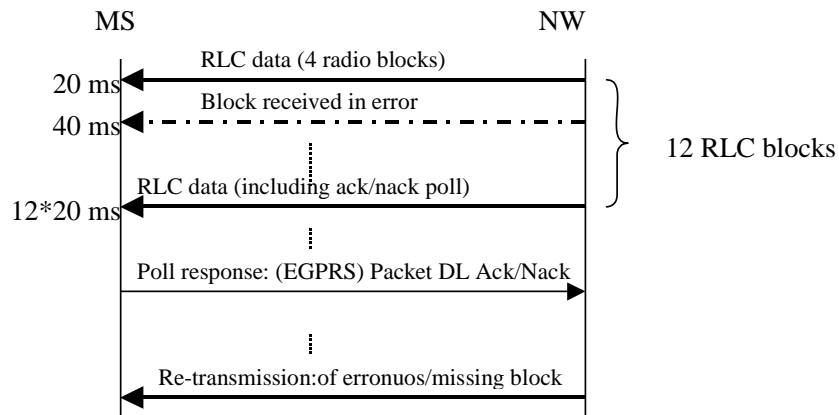 MS
NW
RLC data (4 radio blocks)
20 ms
Block received in error
40 ms
12 RLC blocks
RLC data (including ack/nack poll)
12*20 ms
Poll response: (EGPRS) Packet DL Ack/Nack
Re-transmission:of erronuos/missing block